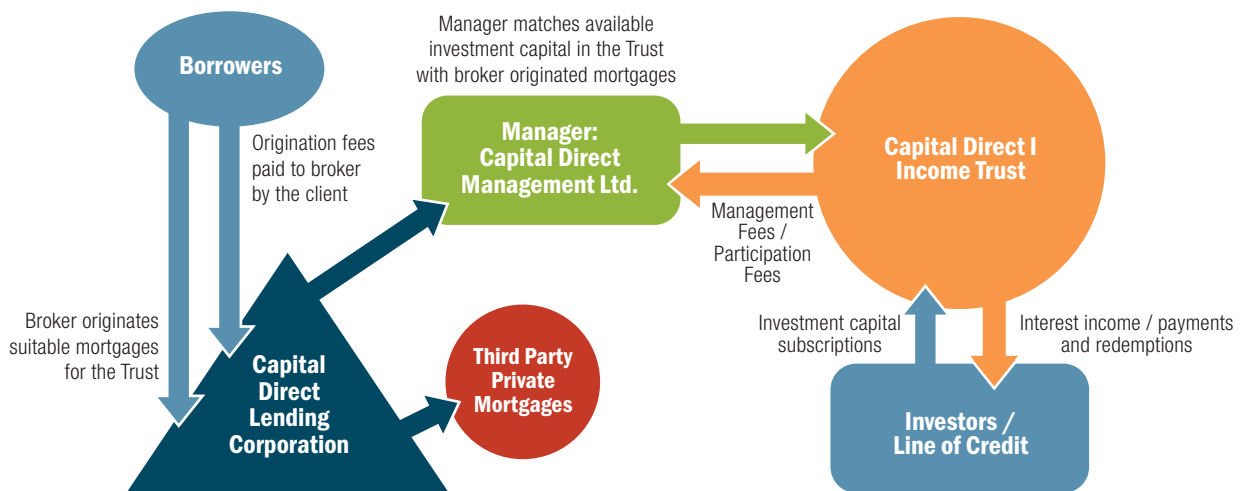 Borrowers
Manager matches available
investment capital in the Trust
with broker originated mortgages
Origination fees
paid to broker
by the client
Manager:
Capital Direct
Management Ltd.
Capital Direct I
Income Trust
Management
Fees /
Participation
Fees
Broker originates
suitable mortgages
for the Trust
Capital
Direct
Lending
Corporation
Third Party
Private
Mortgages
Investment capital
subscriptions
Interest income / payments
and redemptions
Investors /
Line of Credit